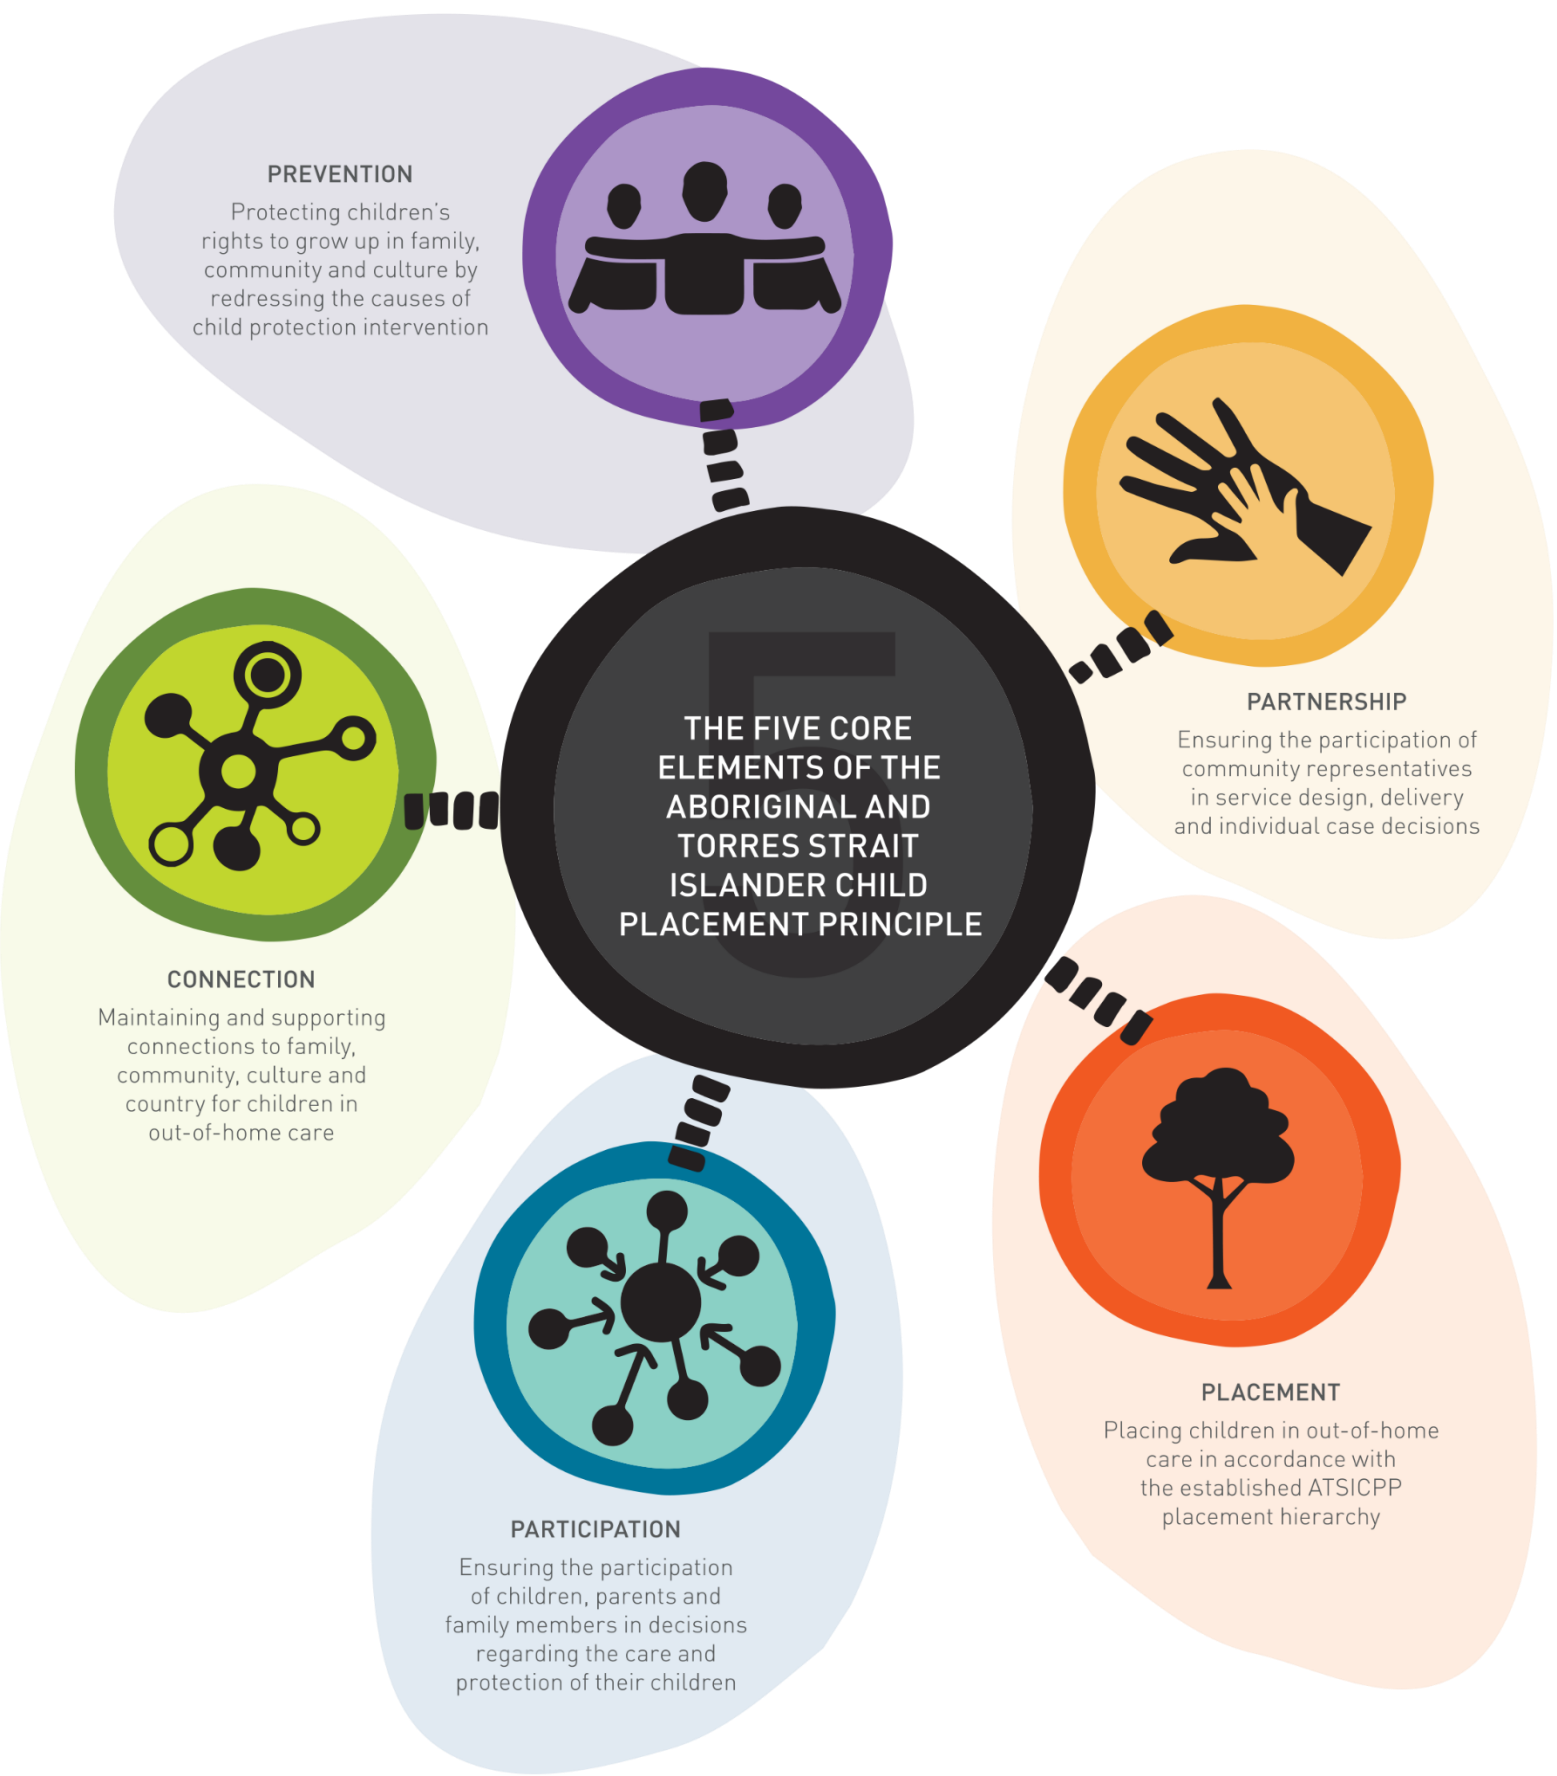 PREVENTION
Protecting children’s
rights to grow up in family,
community and culture by
redressing the causes of
child protection intervention
PARTNERSHIP
Ensuring the participation of
community representatives
in service design, delivery
and individual case decisions
5
THE FIVE CORE
ELEMENTS OF THE
ABORIGINAL AND
TORRES STRAIT
ISLANDER CHILD
PLACEMENT PRINCIPLE
CONNECTION
Maintaining and supporting
connections to family,
community, culture and
country for children in
out-of-home care
PLACEMENT
Placing children in out-of-home
care in accordance with
the established ATSICPP
placement hierarchy
PARTICIPATION
Ensuring the participation
of children, parents and
family members in decisions
regarding the care and
protection of their children